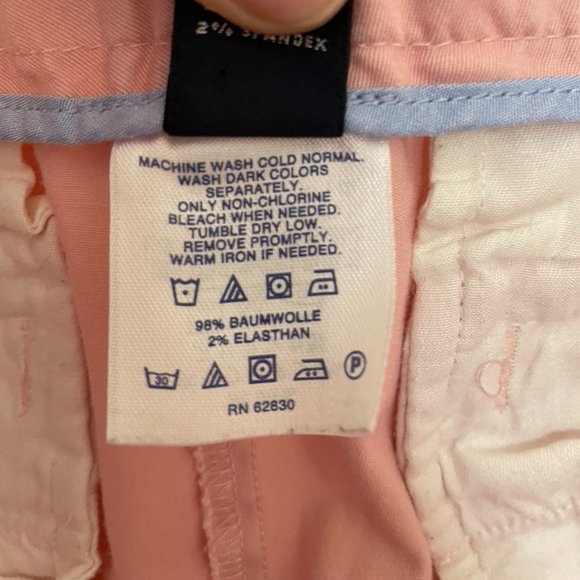 2% SPANDEX
MACHINE WASH COLD NORMAL.
WASH DARK COLORS
SEPARATELY.
ONLY NON-CHLORINE
BLEACH WHEN NEEDED.
TUMBLE DRY LOW.
REMOVE PROMPTLY.
WARM IRON IF NEEDED.
98% BAUMWOLLE
2% ELASTHAN
30 P
RN 62830